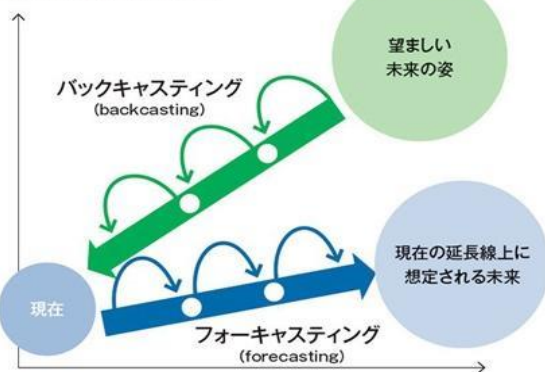 望ましい
未来の姿
バックキャスティング
(backcasting)
現在の延長線上に
想定される未来
現在
フォーキャスティング
(forecasting)